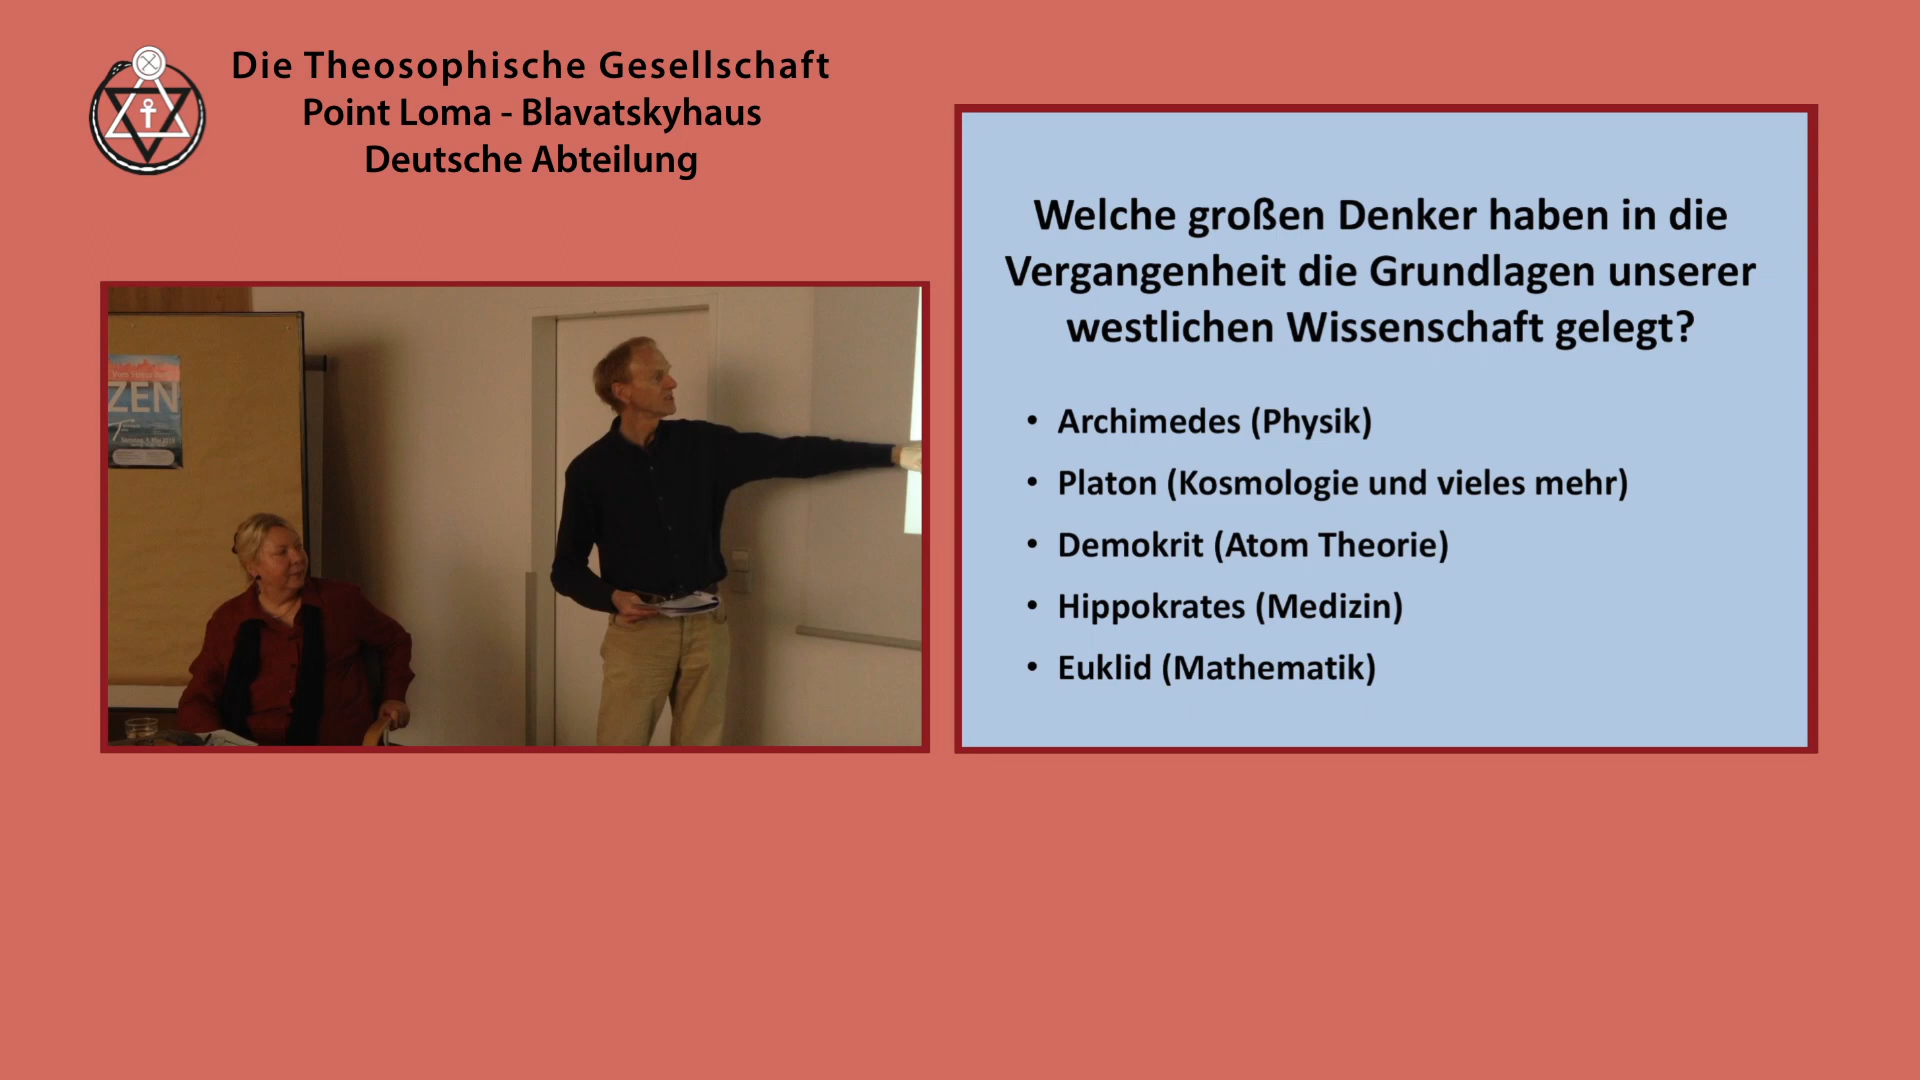 Die Theosophische Gesellschaft
Point Loma - Blavatskyhaus
Deutsche Abteilung
Welche großen Denker haben in die
Vergangenheit die Grundlagen unserer
westlichen Wissenschaft gelegt?
• Archimedes (Physik)
• Platon (Kosmologie und vieles mehr)
• Demokrit (Atom Theorie)
• Hippokrates (Medizin)
• Euklid (Mathematik)
ZEN